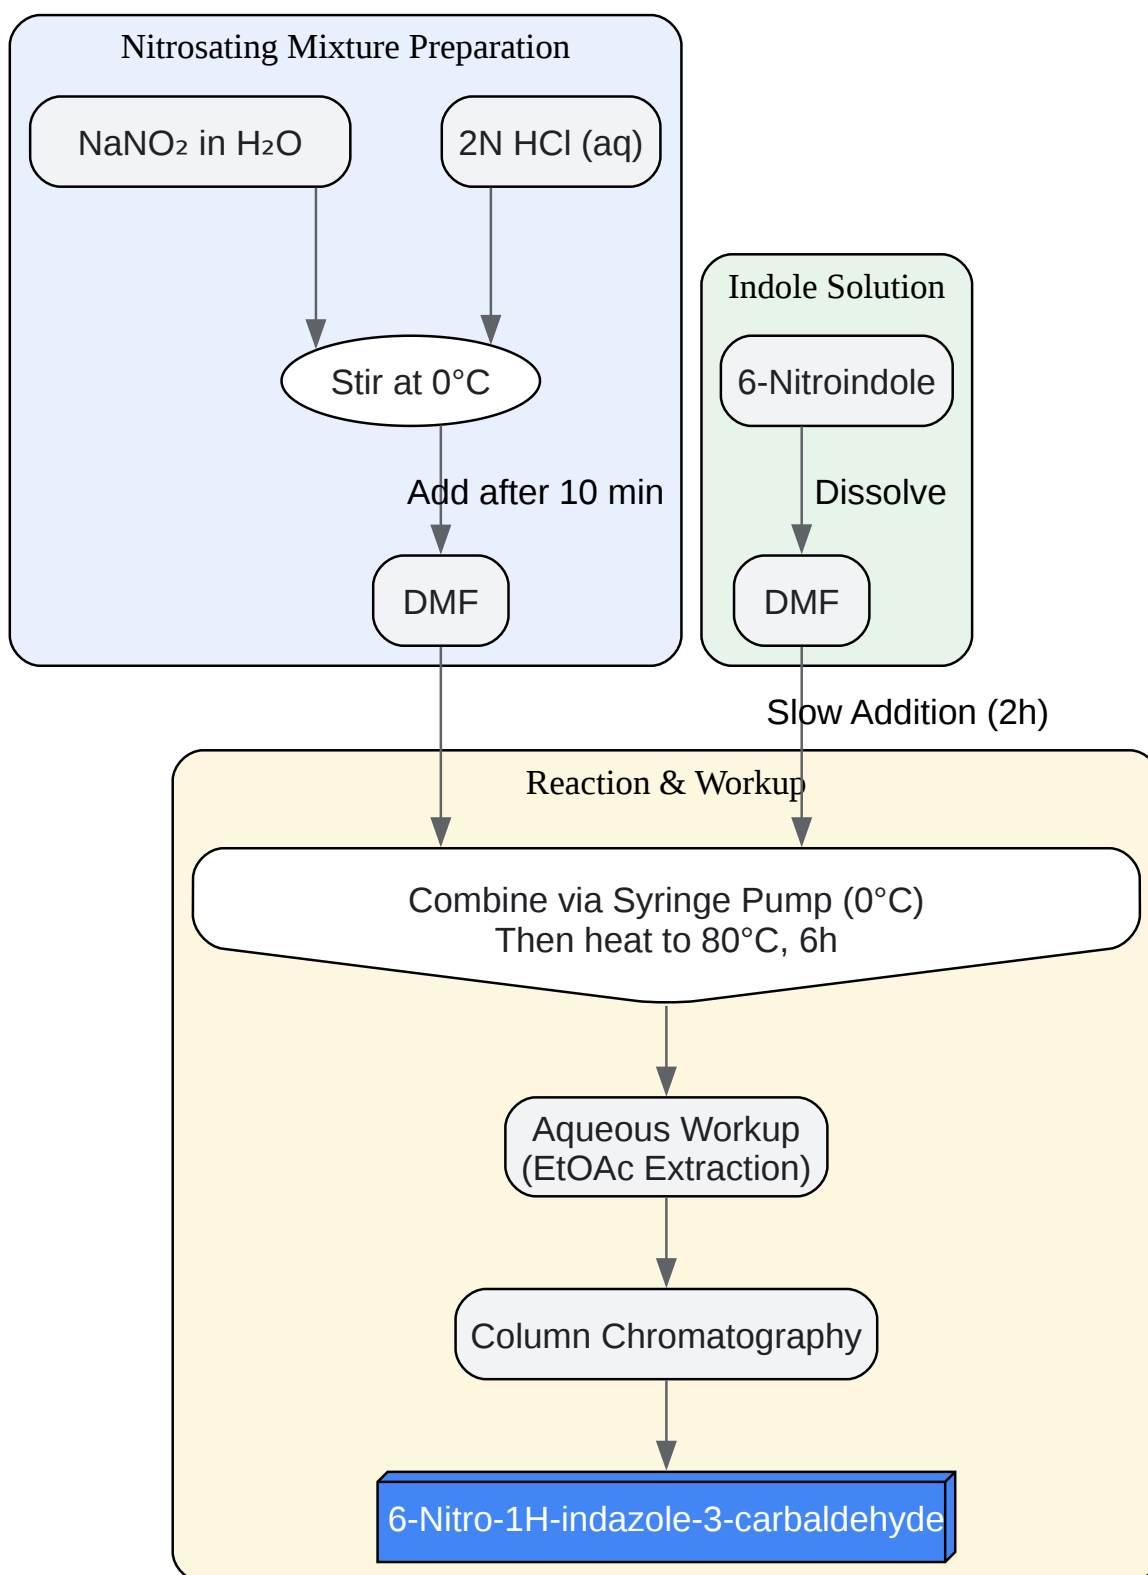 Nitrosating Mixture Preparation
NaNO₂ in H₂O
2N HCl (aq)
Stir at 0°C
Add after 10 min
DMF
Indole Solution
6-Nitroindole
Dissolve
DMF
Slow Addition (2h)
Reaction & Workup
Combine via Syringe Pump (0°C)
Then heat to 80°C, 6h
Aqueous Workup
(EtOAc Extraction)
Column Chromatography
6-Nitro-1H-indazole-3-carbaldehyde